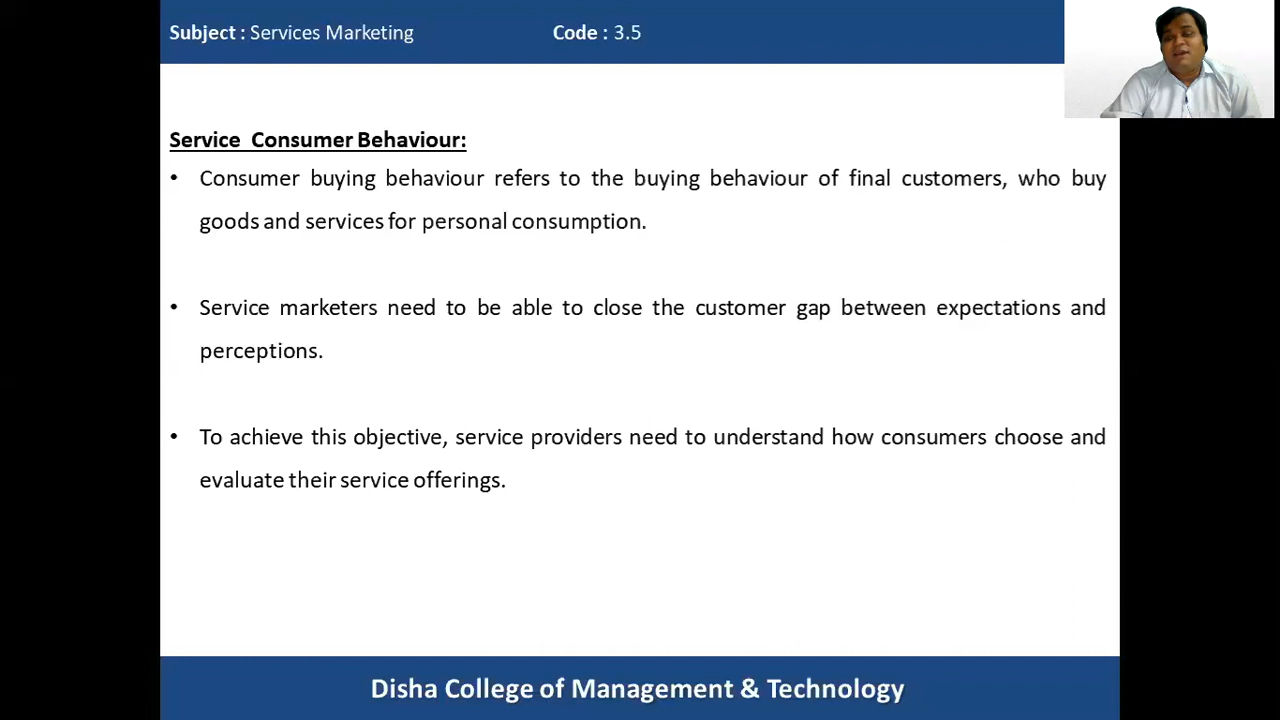 Subject : Services Marketing Code : 3.5
Service Consumer Behaviour:
• Consumer buying behaviour refers to the buying behaviour of final customers, who buy
goods and services for personal consumption.
• Service marketers need to be able to close the customer gap between expectations and
perceptions.
• To achieve this objective, service providers need to understand how consumers choose and
evaluate their service offerings.
Disha College of Management & Technology